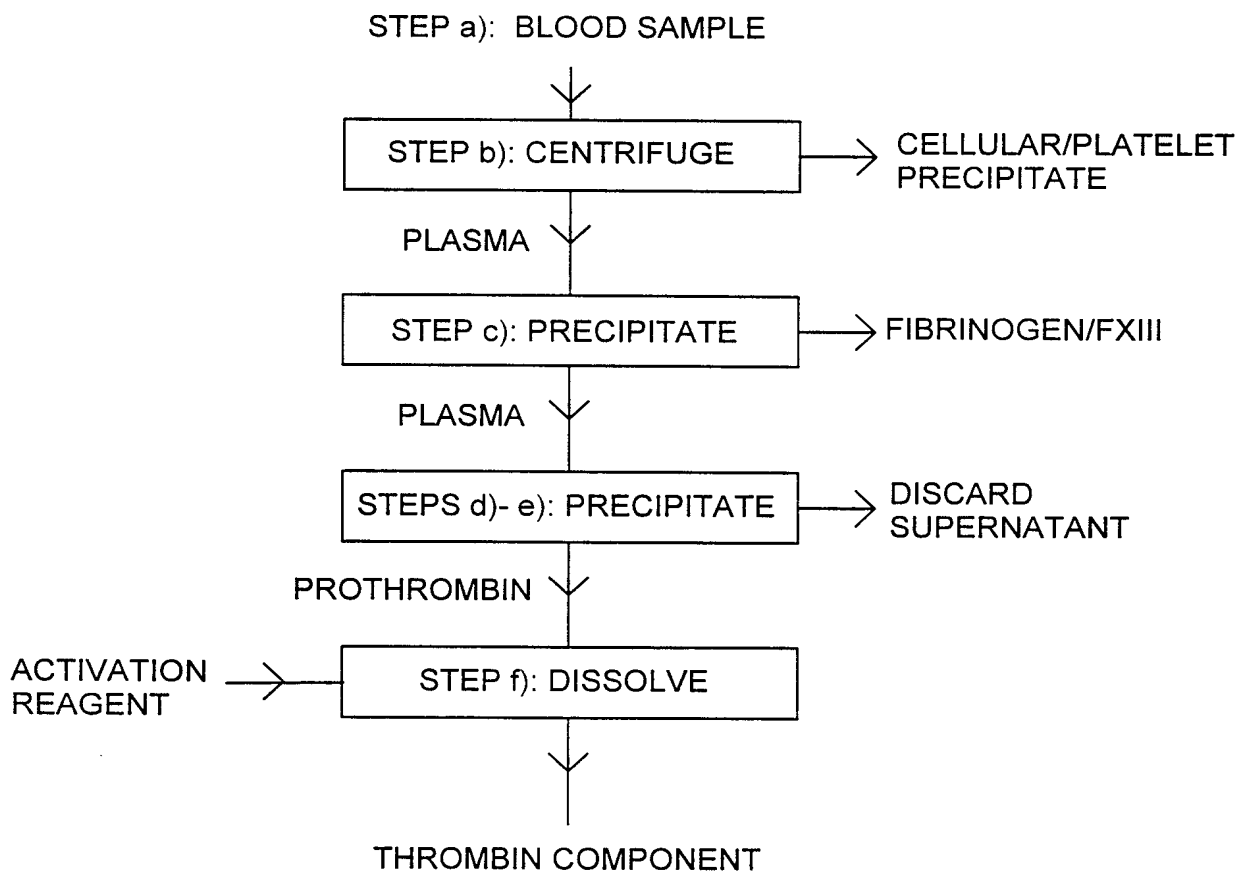 STEP a): BLOOD SAMPLE
STEP b): CENTRIFUGE
CELLULAR/PLATELET
PRECIPITATE
PLASMA
STEP c): PRECIPITATE
FIBRINOGEN/FXIII
PLASMA
STEPS d)- e): PRECIPITATE
DISCARD
SUPERNATANT
PROTHROMBIN
ACTIVATION
REAGENT
STEP f): DISSOLVE
THROMBIN COMPONENT